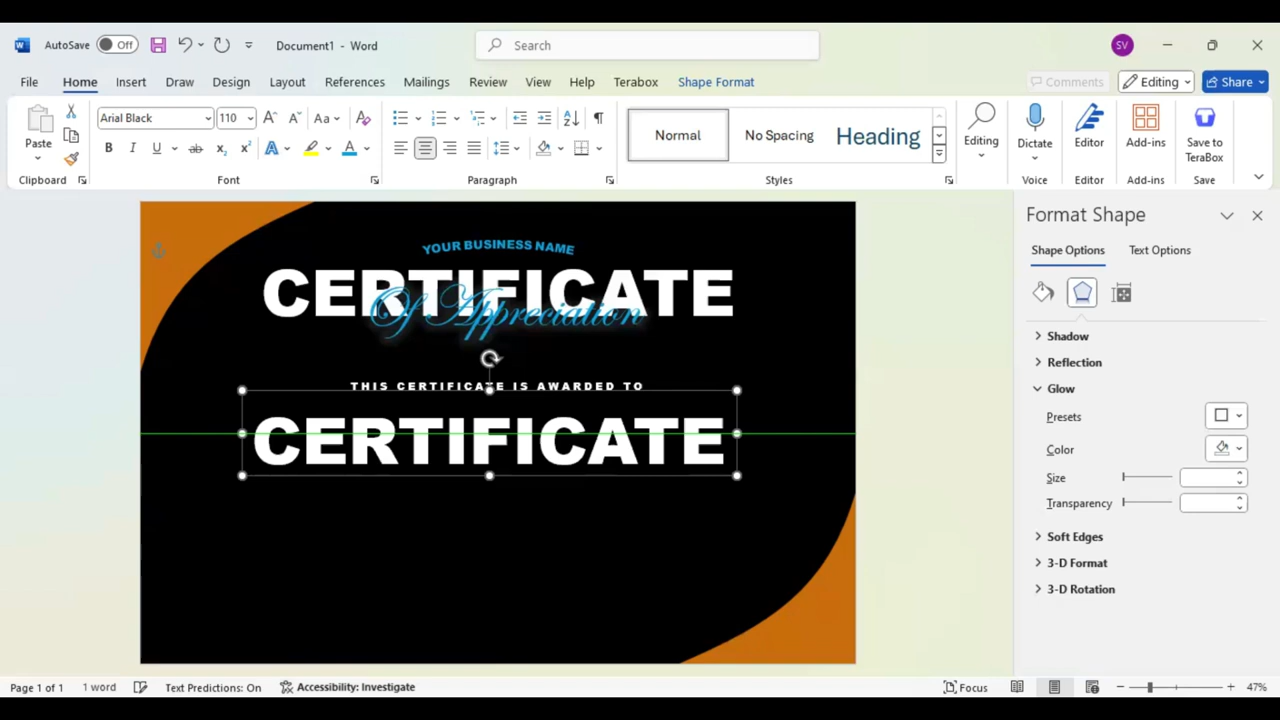 AutoSave Off Document1 - Word Search SV
File Home Insert Draw Design Layout References Mailings Review View Help Terabox Shape Format Comments Editing Share
Arial Black 110 Aa Normal No Spacing Heading
Paste Editing Dictate Editor Add-ins Save to TeraBox
Clipboard Font Paragraph Styles Voice Editor Add-ins Save
YOUR BUSINESS NAME
CERTIFICATE
Of Appreciation
THIS CERTIFICATE IS AWARDED TO
CERTIFICATE
Format Shape
Shape Options Text Options
Shadow
Reflection
Glow
Presets
Color
Size
Transparency
Soft Edges
3-D Format
3-D Rotation
Page 1 of 1 1 word Text Predictions: On Accessibility: Investigate Focus 47%